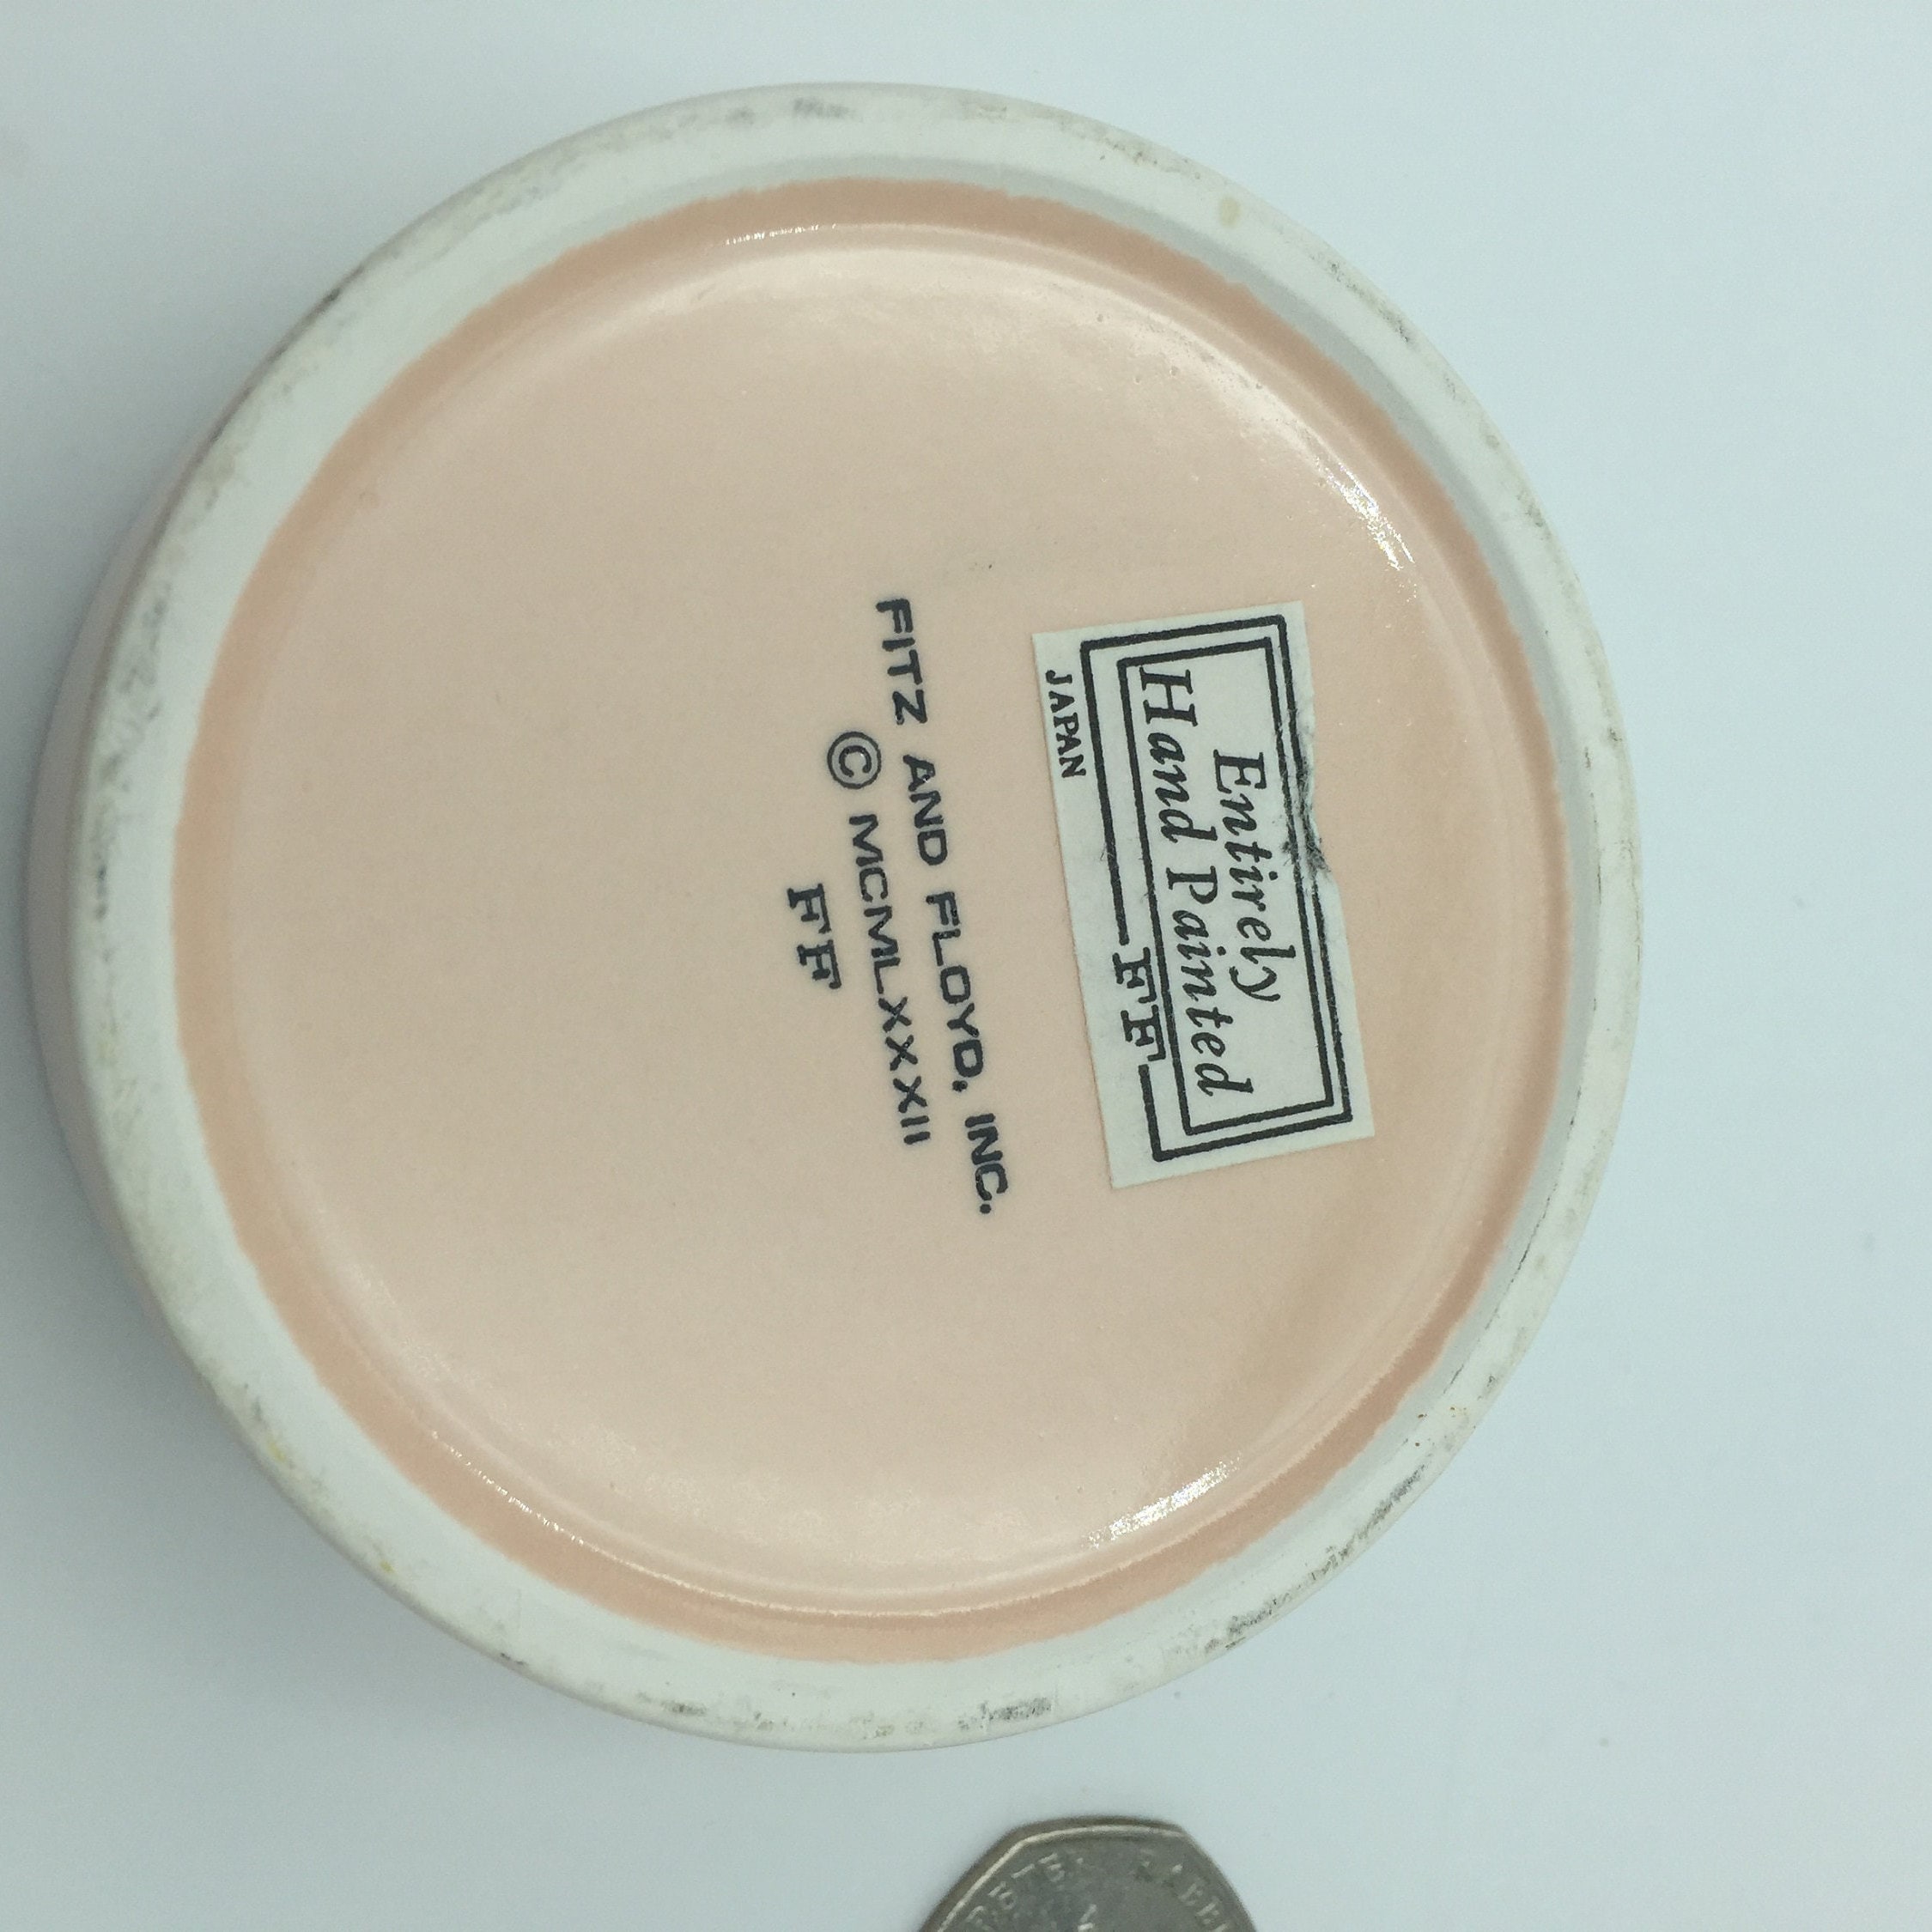 Entirely
Hand Painted
FF
JAPAN
FITZ AND FLOYD, INC.
© MCMLXXXII
FF